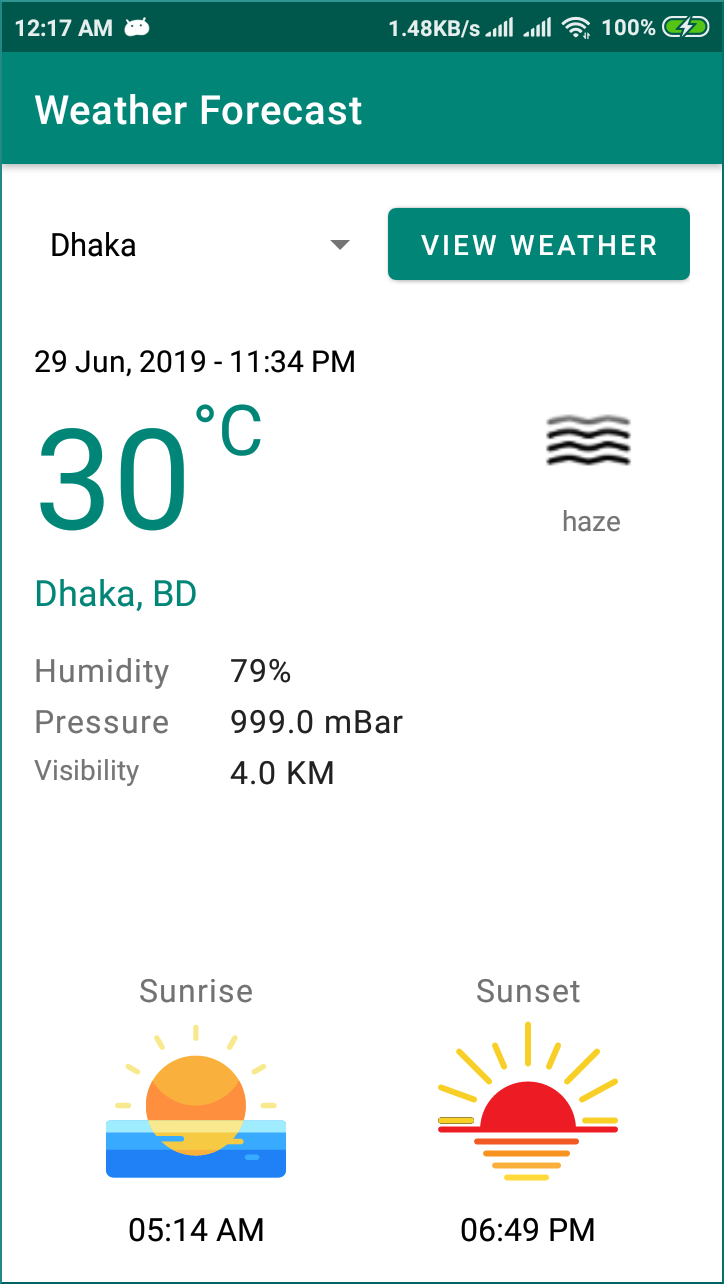 12:17 AM 1.48KB/s 100%
Weather Forecast
Dhaka VIEW WEATHER
29 Jun, 2019 - 11:34 PM
30 °C
haze
Dhaka, BD
Humidity 79%
Pressure 999.0 mBar
Visibility 4.0 KM
Sunrise Sunset
05:14 AM 06:49 PM